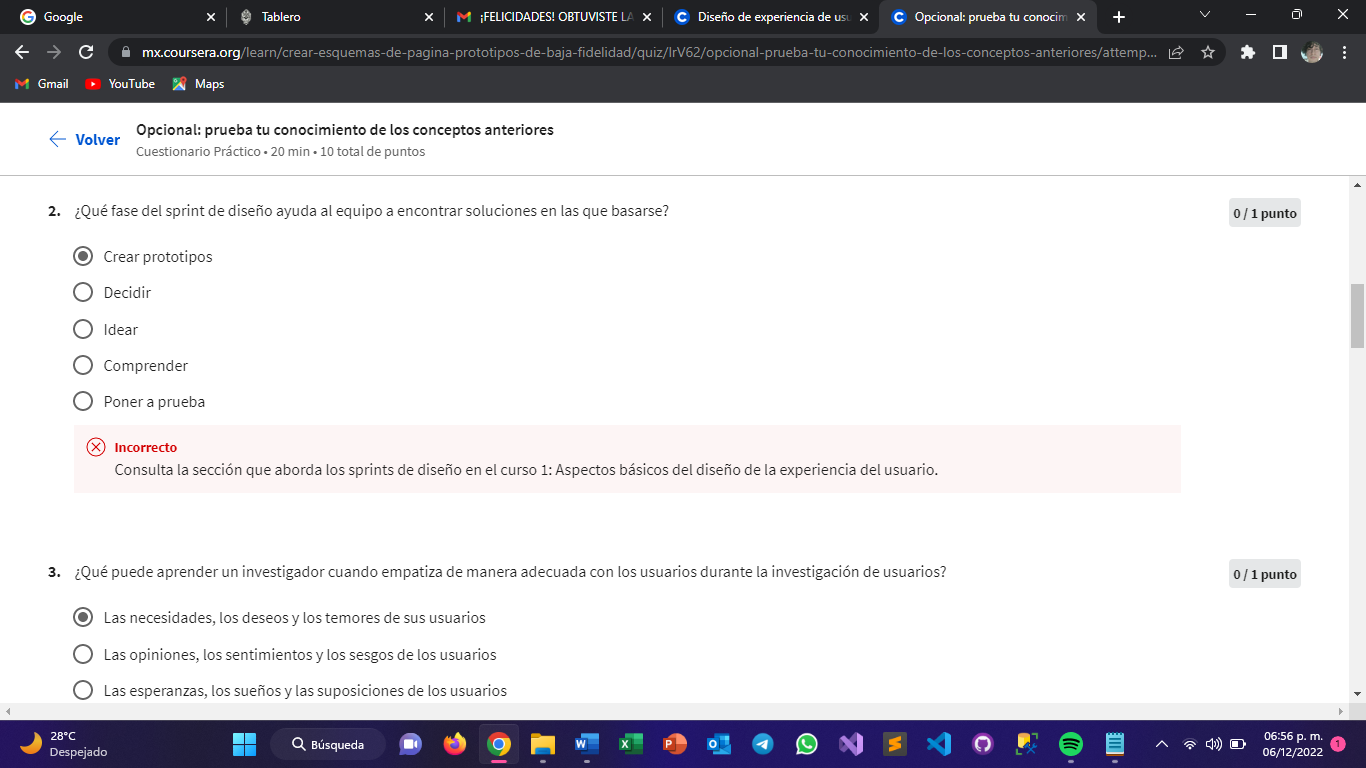 Google
Tablero
¡FELICIDADES! OBTUVISTE LA
Diseño de experiencia de usu
Opcional: prueba tu conocim
mx.coursera.org/learn/crear-esquemas-de-pagina-prototipos-de-baja-fidelidad/quiz/IrV62/opcional-prueba-tu-conocimiento-de-los-conceptos-anteriores/attemp...
Gmail YouTube Maps
Volver
Opcional: prueba tu conocimiento de los conceptos anteriores
Cuestionario Práctico • 20 min • 10 total de puntos
2. ¿Qué fase del sprint de diseño ayuda al equipo a encontrar soluciones en las que basarse?
0 / 1 punto
Crear prototipos
Decidir
Idear
Comprender
Poner a prueba
Incorrecto
Consulta la sección que aborda los sprints de diseño en el curso 1: Aspectos básicos del diseño de la experiencia del usuario.
3. ¿Qué puede aprender un investigador cuando empatiza de manera adecuada con los usuarios durante la investigación de usuarios?
0 / 1 punto
Las necesidades, los deseos y los temores de sus usuarios
Las opiniones, los sentimientos y los sesgos de los usuarios
Las esperanzas, los sueños y las suposiciones de los usuarios
28°C
Despejado
Búsqueda
06:56 p. m.
06/12/2022
1